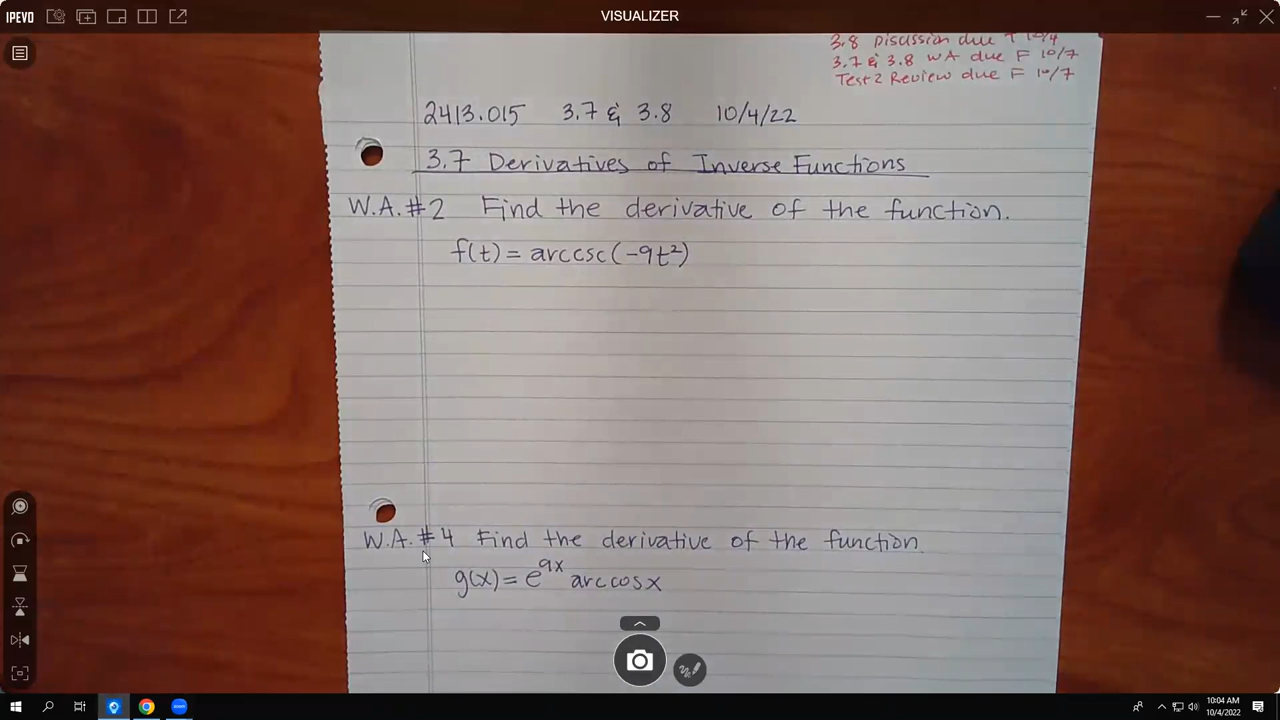 IPEVO
VISUALIZER
3.8 Discussion due T 10/4
3.7 & 3.8 WA due F 10/7
Test 2 Review due F 10/7
2413.015 3.7 & 3.8 10/4/22
3.7 Derivatives of Inverse Functions
W.A.#2 Find the derivative of the function.
f(t) = arccsc(-9t²)
W.A.#4 Find the derivative of the function.
g(x) = e^{9x} arccos x
zoom
10:04 AM
10/4/2022